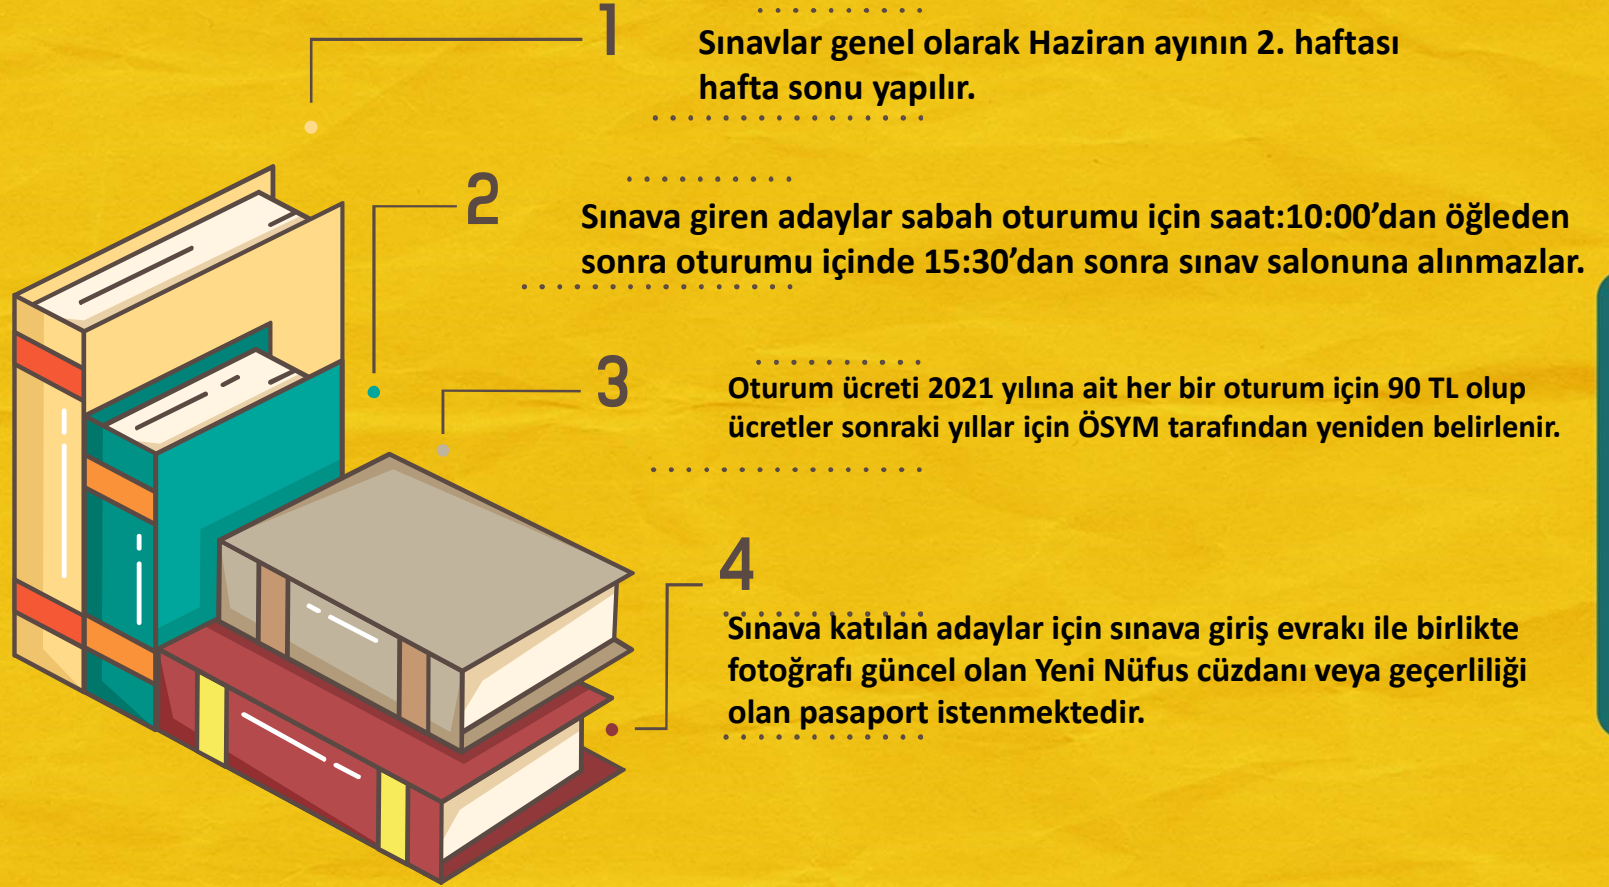 1
Sınavlar genel olarak Haziran ayının 2. haftası
hafta sonu yapılır.
2
Sınava giren adaylar sabah oturumu için saat:10:00’dan öğleden
sonra oturumu içinde 15:30’dan sonra sınav salonuna alınmazlar.
3
Oturum ücreti 2021 yılına ait her bir oturum için 90 TL olup
ücretler sonraki yıllar için ÖSYM tarafından yeniden belirlenir.
4
Sınava katılan adaylar için sınava giriş evrakı ile birlikte
fotoğrafı güncel olan Yeni Nüfus cüzdanı veya geçerliliği
olan pasaport istenmektedir.